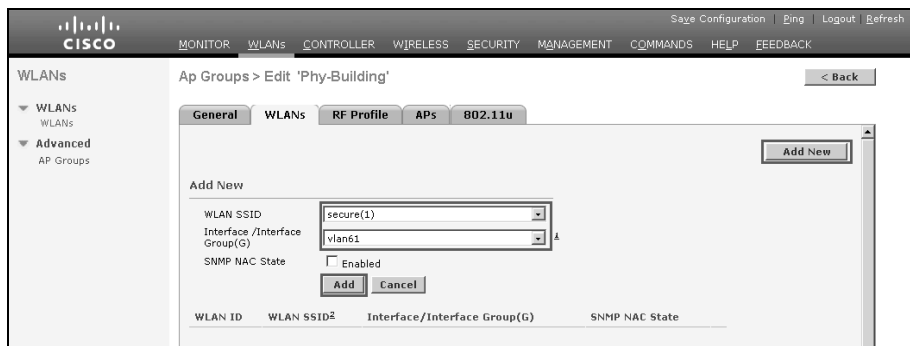 Save Configuration | Ping | Logout | Refresh
CISCO
MONITOR WLANs CONTROLLER WIRELESS SECURITY MANAGEMENT COMMANDS HELP FEEDBACK
WLANs
WLANs
WLANs
Advanced
AP Groups
Ap Groups > Edit 'Phy-Building'
< Back
General WLANs RF Profile APs 802.11u
Add New
Add New
WLAN SSID secure(1)
Interface /Interface
Group(G) vlan61 1
SNMP NAC State Enabled
Add Cancel
WLAN ID WLAN SSID2 Interface/Interface Group(G) SNMP NAC State